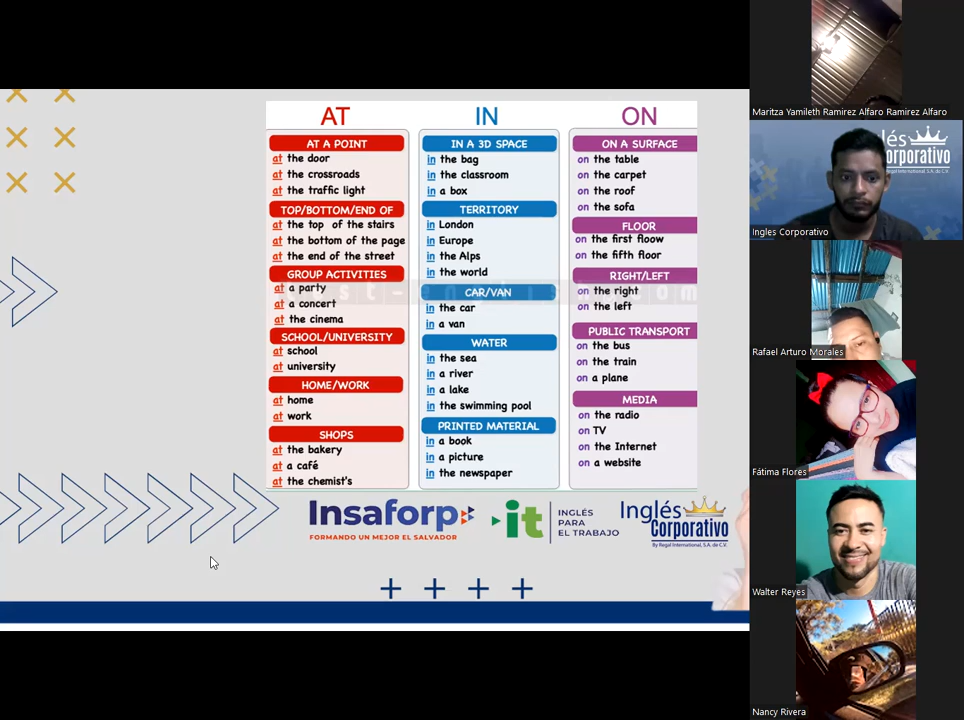 AT
AT A POINT
at the door
at the crossroads
at the traffic light
TOP/BOTTOM/END OF
at the top of the stairs
at the bottom of the page
at the end of the street
GROUP ACTIVITIES
at a party
at a concert
at the cinema
SCHOOL/UNIVERSITY
at school
at university
HOME/WORK
at home
at work
SHOPS
at the bakery
at a café
at the chemist's
IN
IN A 3D SPACE
in the bag
in the classroom
in a box
TERRITORY
in London
in Europe
in the Alps
in the world
CAR/VAN
in the car
in a van
WATER
in the sea
in a river
in a lake
in the swimming pool
PRINTED MATERIAL
in a book
in a picture
in the newspaper
ON
ON A SURFACE
on the table
on the carpet
on the roof
on the sofa
FLOOR
on the first floow
on the fifth floor
RIGHT/LEFT
on the right
on the left
PUBLIC TRANSPORT
on the bus
on the train
on a plane
MEDIA
on the radio
on TV
on the Internet
on a website
Insaforp
FORMANDO UN MEJOR EL SALVADOR
it
INGLÉS
PARA
EL TRABAJO
Inglés
Corporativo
By Regal International, S.A. de C.V.
Maritza Yamileth Ramirez Alfaro Ramirez Alfaro
lés
orporativo
Regal International, S.A. de C.V.
Ingles Corporativo
Rafael Arturo Morales
Fátima Flores
Walter Reyes
Nancy Rivera